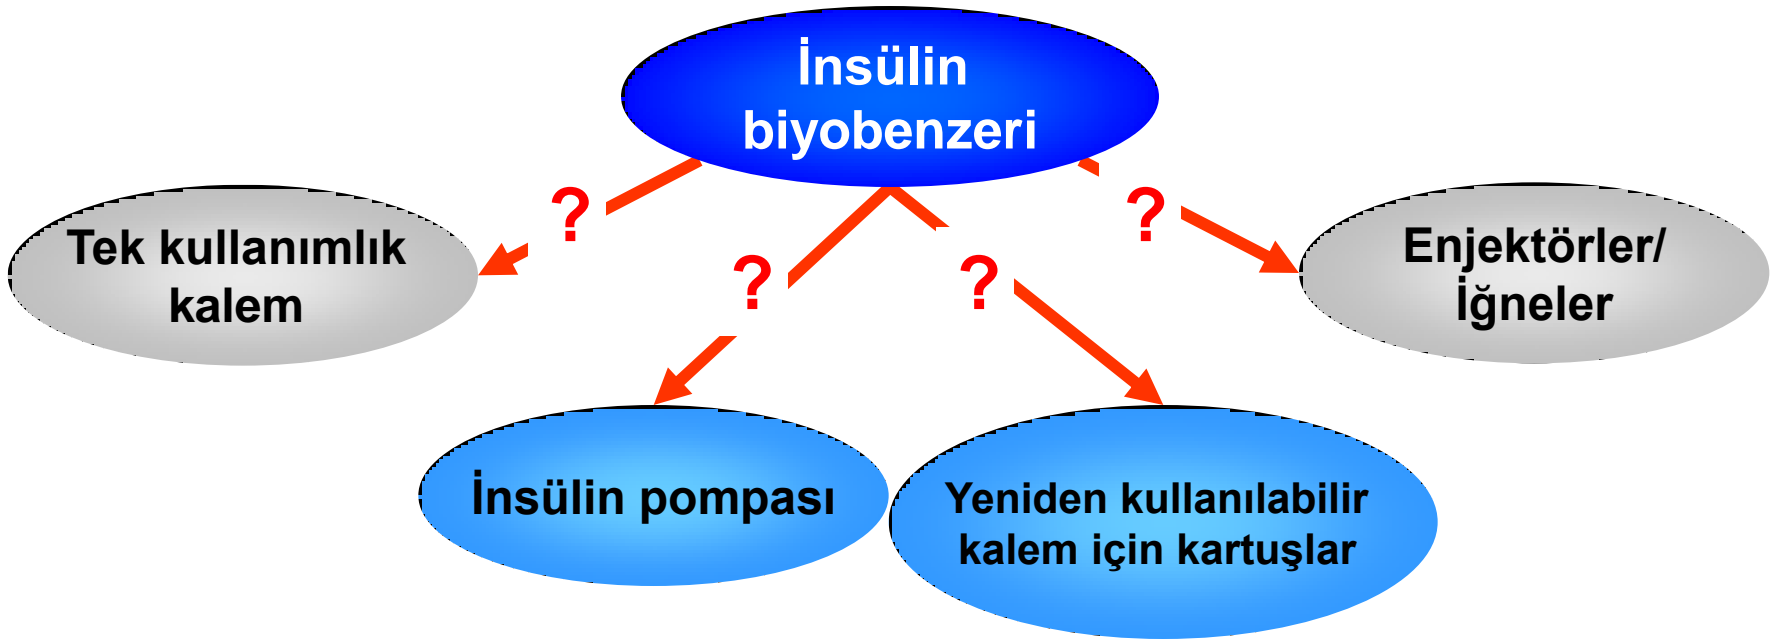 İnsülin
biyobenzeri
?
?
?
?
Tek kullanımlık
kalem
Enjektörler/
İğneler
İnsülin pompası
Yeniden kullanılabilir
kalem için kartuşlar